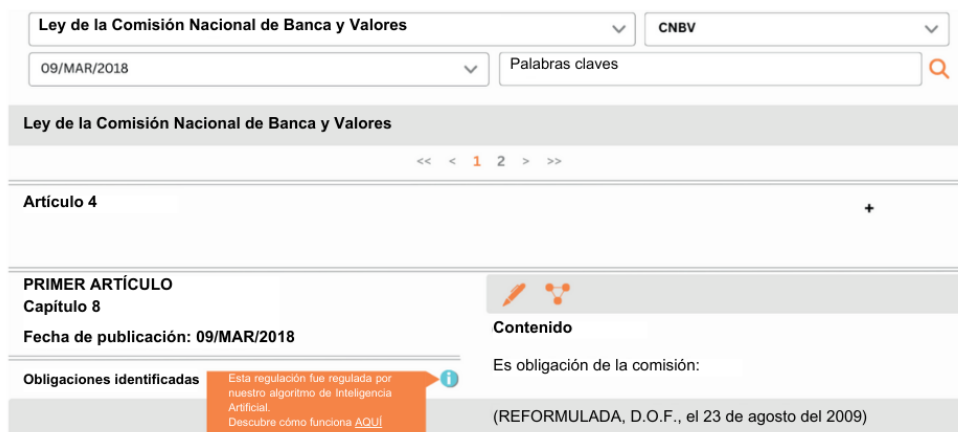 Ley de la Comisión Nacional de Banca y Valores
CNBV
09/MAR/2018
Palabras claves
Ley de la Comisión Nacional de Banca y Valores
<< < 1 2 > >>
Artículo 4
+
PRIMER ARTÍCULO
Capítulo 8
Fecha de publicación: 09/MAR/2018
Contenido
Es obligación de la comisión:
Obligaciones identificadas
Esta regulación fue regulada por
nuestro algoritmo de Inteligencia
Artificial.
Descubre cómo funciona AQUÍ
i
(REFORMULADA, D.O.F., el 23 de agosto del 2009)